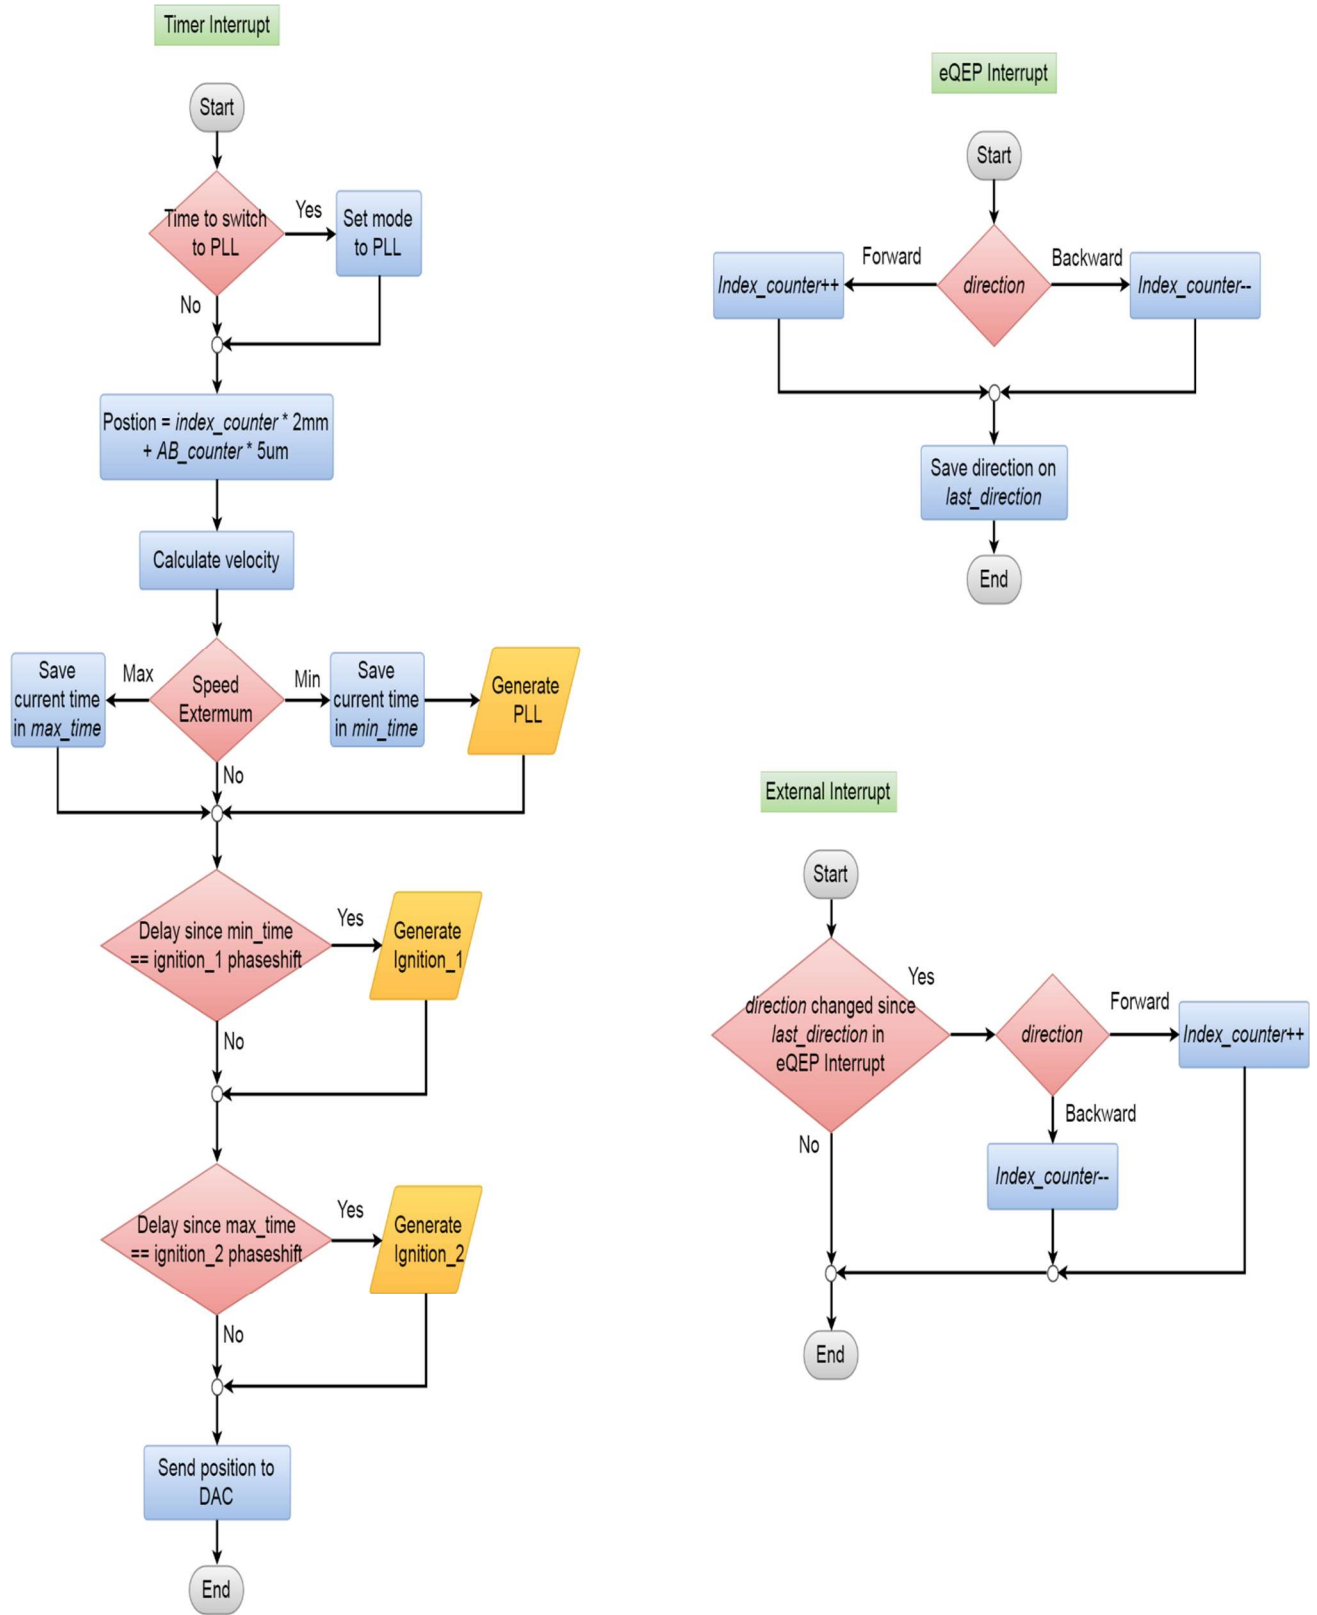 Timer Interrupt
Start
Time to switch
to PLL
Yes
Set mode
to PLL
No
Postion = index_counter * 2mm
+ AB_counter * 5um
Calculate velocity
Save
current time
in max_time
Max
Speed
Extermum
Min
Save
current time
in min_time
Generate
PLL
No
Delay since min_time
== ignition_1 phaseshift
Yes
Generate
Ignition_1
No
Delay since max_time
== ignition_2 phaseshift
Yes
Generate
Ignition_2
No
Send position to
DAC
End
eQEP Interrupt
Start
Index_counter++
Forward
direction
Backward
Index_counter--
Save direction on
last_direction
End
External Interrupt
Start
direction changed since
last_direction in
eQEP Interrupt
Yes
direction
Forward
Index_counter++
Backward
No
Index_counter--
End